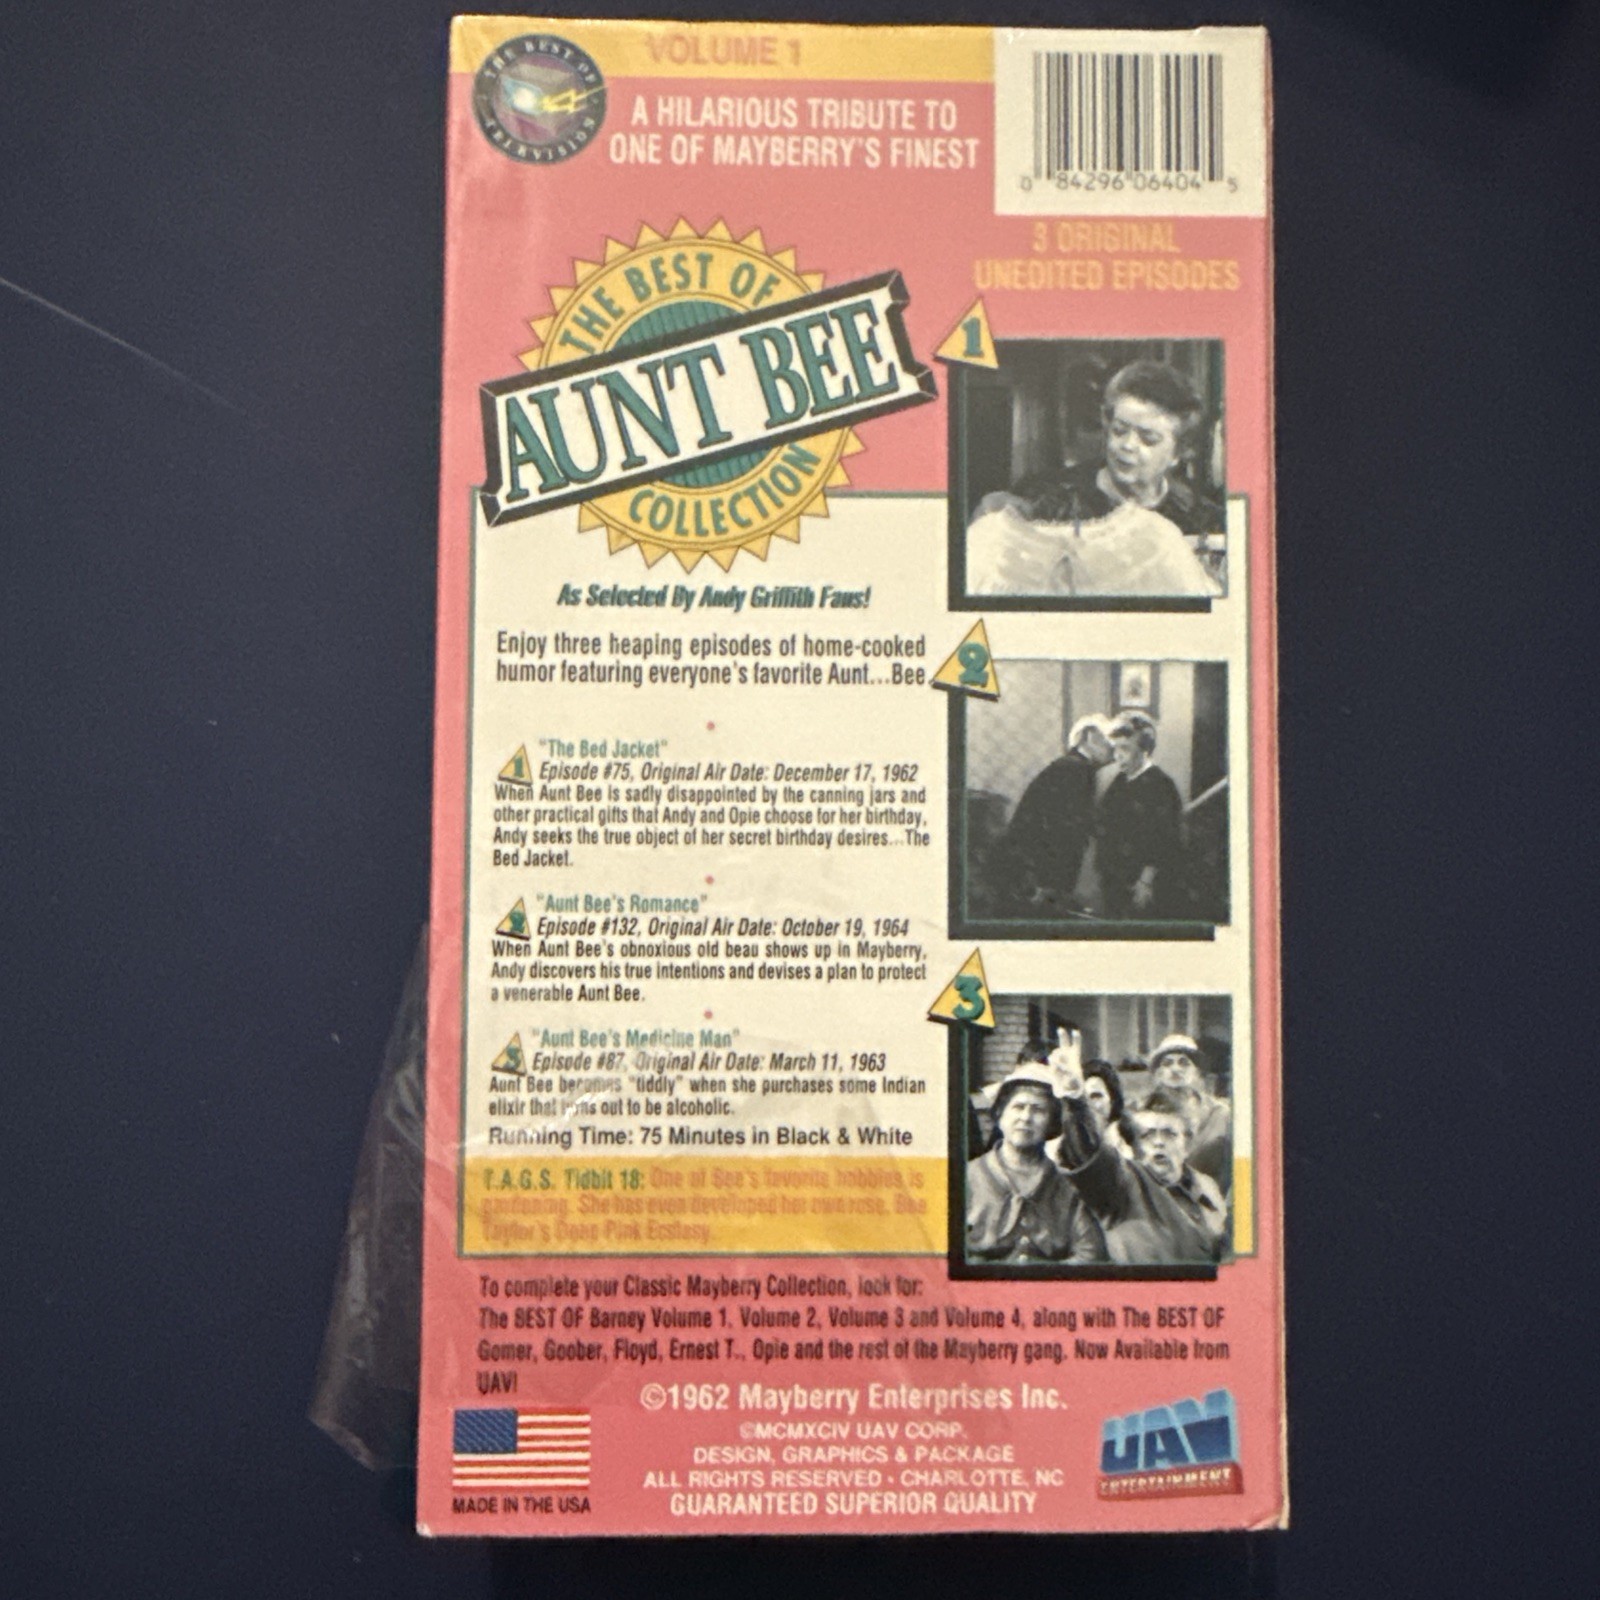 THE BEST OF
VOLUME 1
A HILARIOUS TRIBUTE TO
ONE OF MAYBERRY'S FINEST
0 84296 06404 5
3 ORIGINAL
UNEDITED EPISODES
THE BEST OF
AUNT BEE
COLLECTION
As Selected By Andy Griffith Fans!
Enjoy three heaping episodes of home-cooked
humor featuring everyone's favorite Aunt...Bee.
1
2
3
1
"The Bed Jacket"
Episode #75, Original Air Date: December 17, 1962
When Aunt Bee is sadly disappointed by the canning jars and
other practical gifts that Andy and Opie choose for her birthday,
Andy seeks the true object of her secret birthday desires...The
Bed Jacket.
2
"Aunt Bee's Romance"
Episode #132, Original Air Date: October 19, 1964
When Aunt Bee's obnoxious old beau shows up in Mayberry,
Andy discovers his true intentions and devises a plan to protect
a venerable Aunt Bee.
3
"Aunt Bee's Medicine Man"
Episode #87, Original Air Date: March 11, 1963
Aunt Bee becomes "tiddly" when she purchases some Indian
elixir that turns out to be alcoholic.
Running Time: 75 Minutes in Black & White
T.A.G.S. Tidbit 18: One of Bee's favorite hobbies is
gardening. She has even developed her own rose, Bee
Taylor's Deep Pink Ecstasy.
To complete your Classic Mayberry Collection, look for:
The BEST OF Barney Volume 1, Volume 2, Volume 3 and Volume 4, along with The BEST OF
Gomer, Goober, Floyd, Ernest T., Opie and the rest of the Mayberry gang. Now Available from
UAV!
©1962 Mayberry Enterprises Inc.
©MCMXCIV UAV CORP.
DESIGN, GRAPHICS & PACKAGE
ALL RIGHTS RESERVED • CHARLOTTE, NC
GUARANTEED SUPERIOR QUALITY
MADE IN THE USA
UAV
ENTERTAINMENT